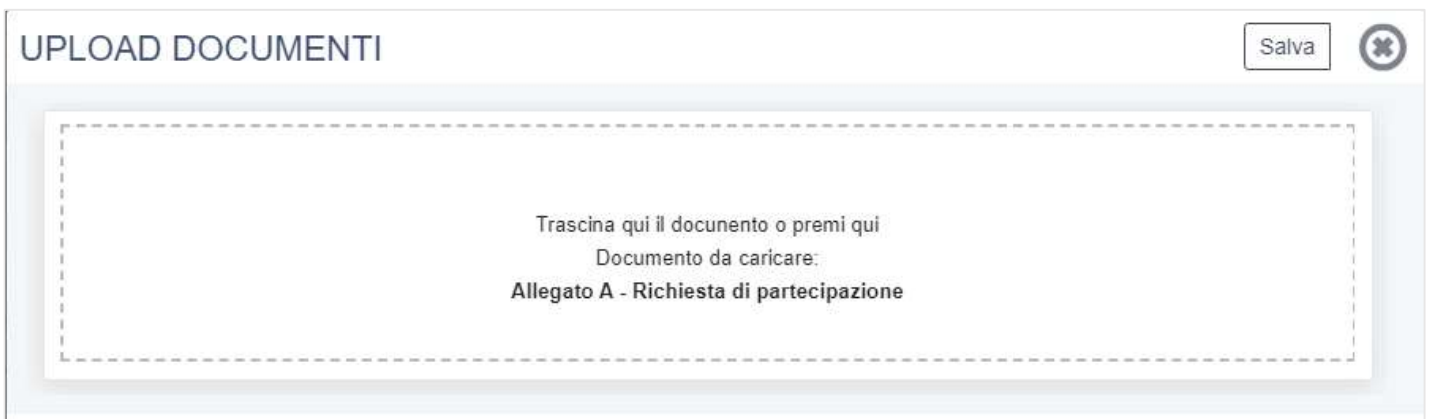 UPLOAD DOCUMENTI
Salva
Trascina qui il docunento o premi qui
Documento da caricare:
Allegato A - Richiesta di partecipazione